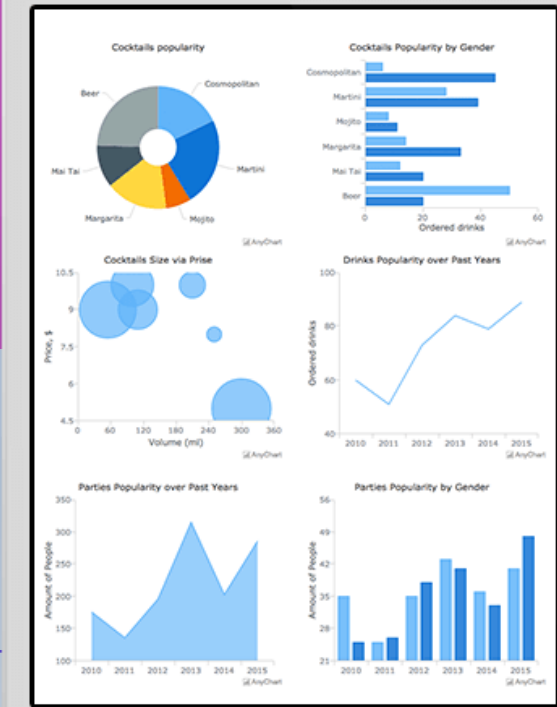 Cocktails popularity
Beer
Cosmopolitan
Mai Tai
Martini
Margarita
Mojito
AnyChart
Cocktails Popularity by Gender
Cosmopolitan
Martini
Mojito
Margarita
Mai Tai
Beer
0 20 40 60
Ordered drinks
AnyChart
Cocktails Size via Prise
Price, $
10.5
9
7.5
6
4.5
0 60 120 180 240 300 360
Volume (ml)
AnyChart
Drinks Popularity over Past Years
Ordered drinks
100
80
60
40
2010 2011 2012 2013 2014 2015
AnyChart
Parties Popularity over Past Years
Amount of People
350
300
250
200
150
100
2010 2011 2012 2013 2014 2015
AnyChart
Parties Popularity by Gender
Amount of People
56
49
42
35
28
21
2010 2011 2012 2013 2014 2015
AnyChart